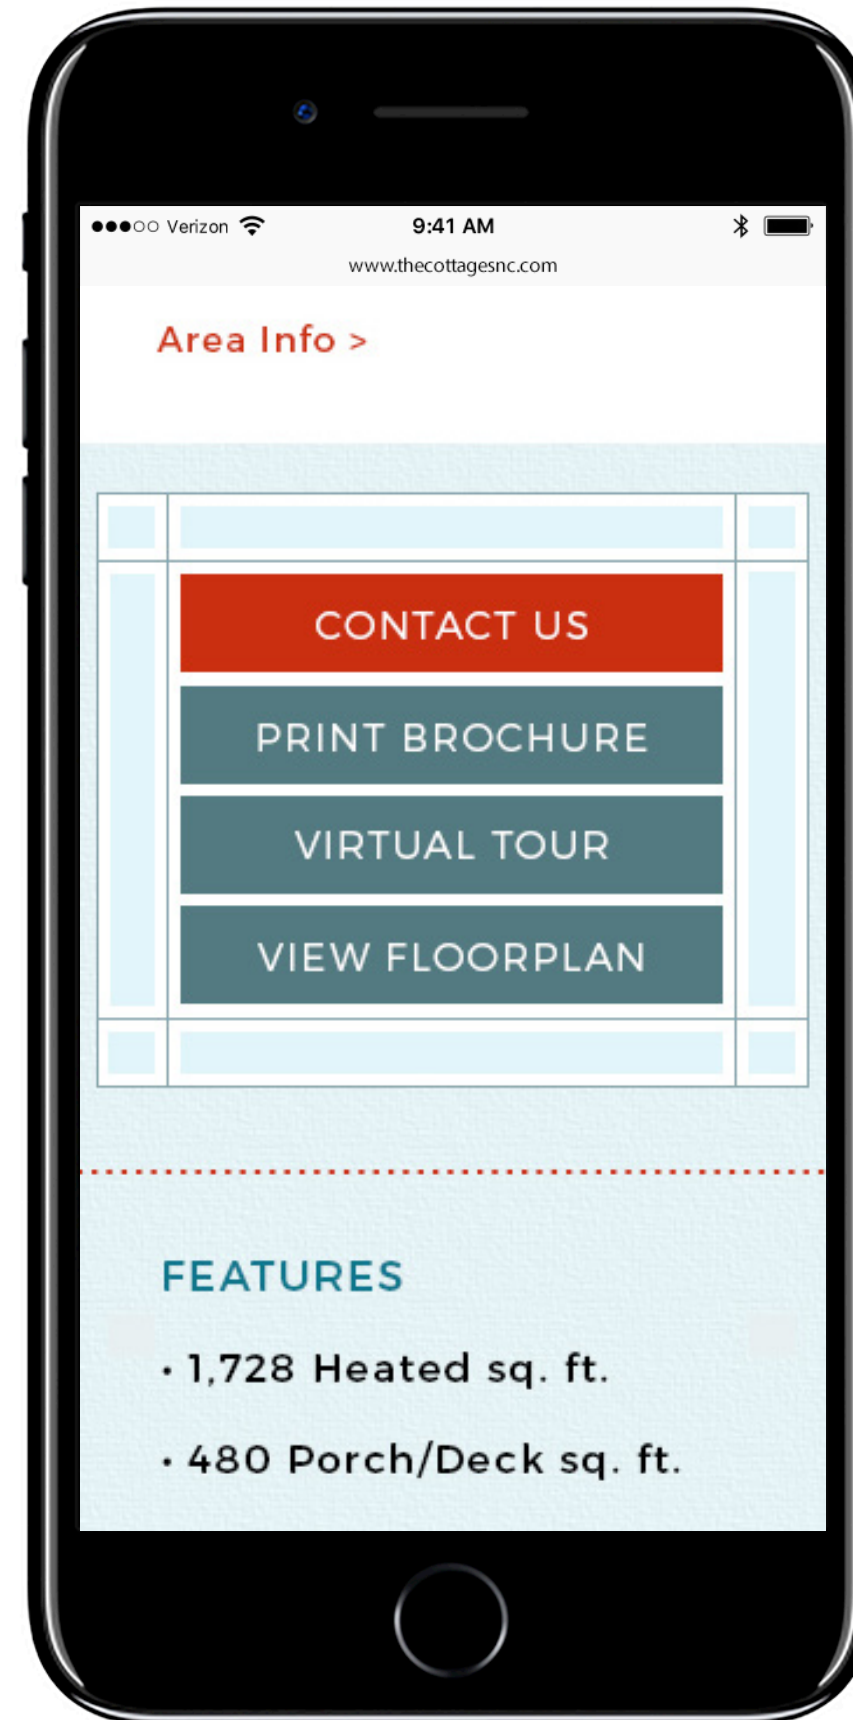 Verizon 9:41 AM
www.thecottagesnc.com
Area Info >
CONTACT US
PRINT BROCHURE
VIRTUAL TOUR
VIEW FLOORPLAN
FEATURES
• 1,728 Heated sq. ft.
• 480 Porch/Deck sq. ft.